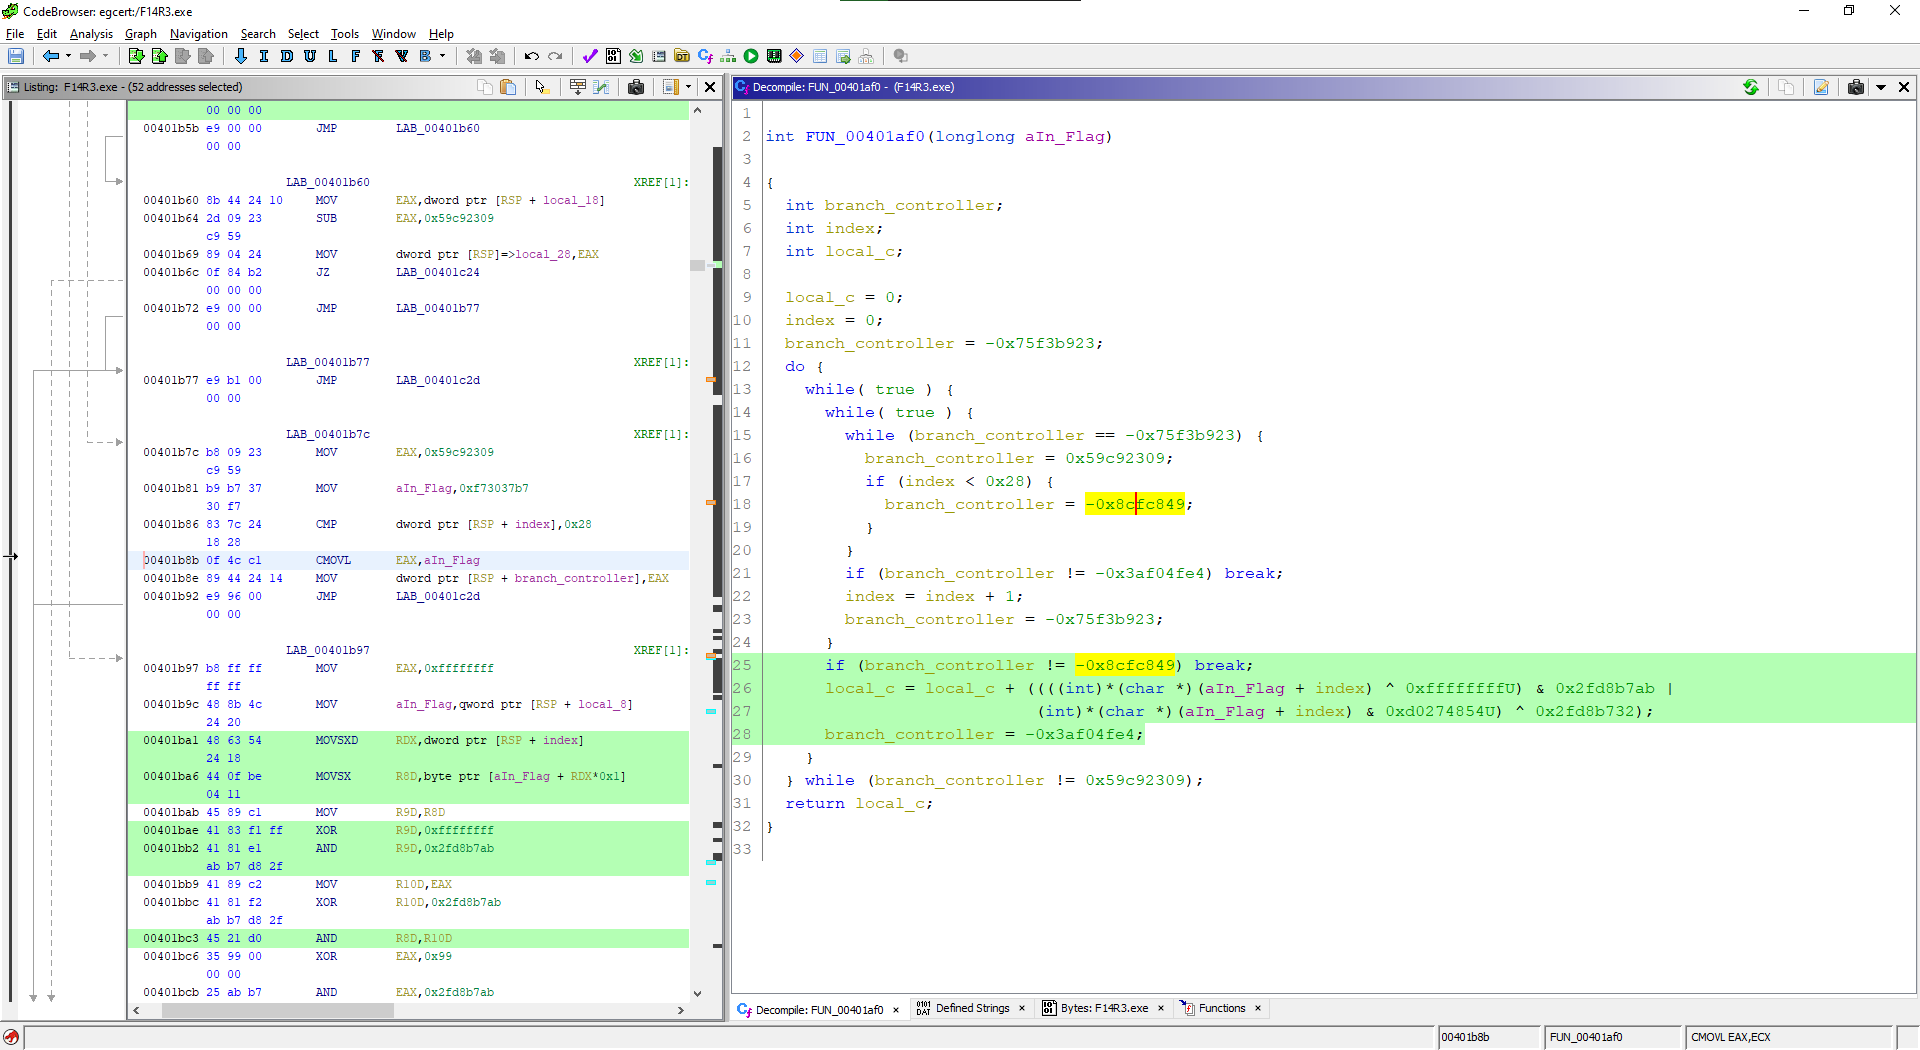 CodeBrowser: egcert:/F14R3.exe
File Edit Analysis Graph Navigation Search Select Tools Window Help
I D U L F B
Listing: F14R3.exe - (52 addresses selected)
00 00 00
00401b5b e9 00 00 JMP LAB_00401b60
00 00
LAB_00401b60 XREF[1]:
00401b60 8b 44 24 10 MOV EAX,dword ptr [RSP + local_18]
00401b64 2d 09 23 SUB EAX,0x59c92309
c9 59
00401b69 89 04 24 MOV dword ptr [RSP]=>local_28,EAX
00401b6c 0f 84 b2 JZ LAB_00401c24
00 00 00
00401b72 e9 00 00 JMP LAB_00401b77
00 00
LAB_00401b77 XREF[1]:
00401b77 e9 b1 00 JMP LAB_00401c2d
00 00
LAB_00401b7c XREF[1]:
00401b7c b8 09 23 MOV EAX,0x59c92309
c9 59
00401b81 b9 b7 37 MOV aIn_Flag,0xf73037b7
30 f7
00401b86 83 7c 24 CMP dword ptr [RSP + index],0x28
18 28
00401b8b 0f 4c c1 CMOVL EAX,aIn_Flag
00401b8e 89 44 24 14 MOV dword ptr [RSP + branch_controller],EAX
00401b92 e9 96 00 JMP LAB_00401c2d
00 00
LAB_00401b97 XREF[1]:
00401b97 b8 ff ff MOV EAX,0xffffffff
ff ff
00401b9c 48 8b 4c MOV aIn_Flag,qword ptr [RSP + local_8]
24 20
00401ba1 48 63 54 MOVSXD RDX,dword ptr [RSP + index]
24 18
00401ba6 44 0f be MOVSX R8D,byte ptr [aIn_Flag + RDX*0x1]
04 11
00401bab 45 89 c1 MOV R9D,R8D
00401bae 41 83 f1 ff XOR R9D,0xffffffff
00401bb2 41 81 e1 AND R9D,0x2fd8b7ab
ab b7 d8 2f
00401bb9 41 89 c2 MOV R10D,EAX
00401bbc 41 81 f2 XOR R10D,0x2fd8b7ab
ab b7 d8 2f
00401bc3 45 21 d0 AND R8D,R10D
00401bc6 35 99 00 XOR EAX,0x99
00 00
00401bcb 25 ab b7 AND EAX,0x2fd8b7ab
Decompile: FUN_00401af0 - (F14R3.exe)
1
2 int FUN_00401af0(longlong aIn_Flag)
3
4 {
5 int branch_controller;
6 int index;
7 int local_c;
8
9 local_c = 0;
10 index = 0;
11 branch_controller = -0x75f3b923;
12 do {
13 while( true ) {
14 while( true ) {
15 while (branch_controller == -0x75f3b923) {
16 branch_controller = 0x59c92309;
17 if (index < 0x28) {
18 branch_controller = -0x8cfc849;
19 }
20 }
21 if (branch_controller != -0x3af04fe4) break;
22 index = index + 1;
23 branch_controller = -0x75f3b923;
24 }
25 if (branch_controller != -0x8cfc849) break;
26 local_c = local_c + ((((int)*(char *)(aIn_Flag + index) ^ 0xffffffffU) & 0x2fd8b7ab |
27 (int)*(char *)(aIn_Flag + index) & 0xd0274854U) ^ 0x2fd8b732);
28 branch_controller = -0x3af04fe4;
29 }
30 } while (branch_controller != 0x59c92309);
31 return local_c;
32 }
33
Decompile: FUN_00401af0 × Defined Strings × Bytes: F14R3.exe × Functions ×
00401b8b FUN_00401af0 CMOVL EAX,ECX